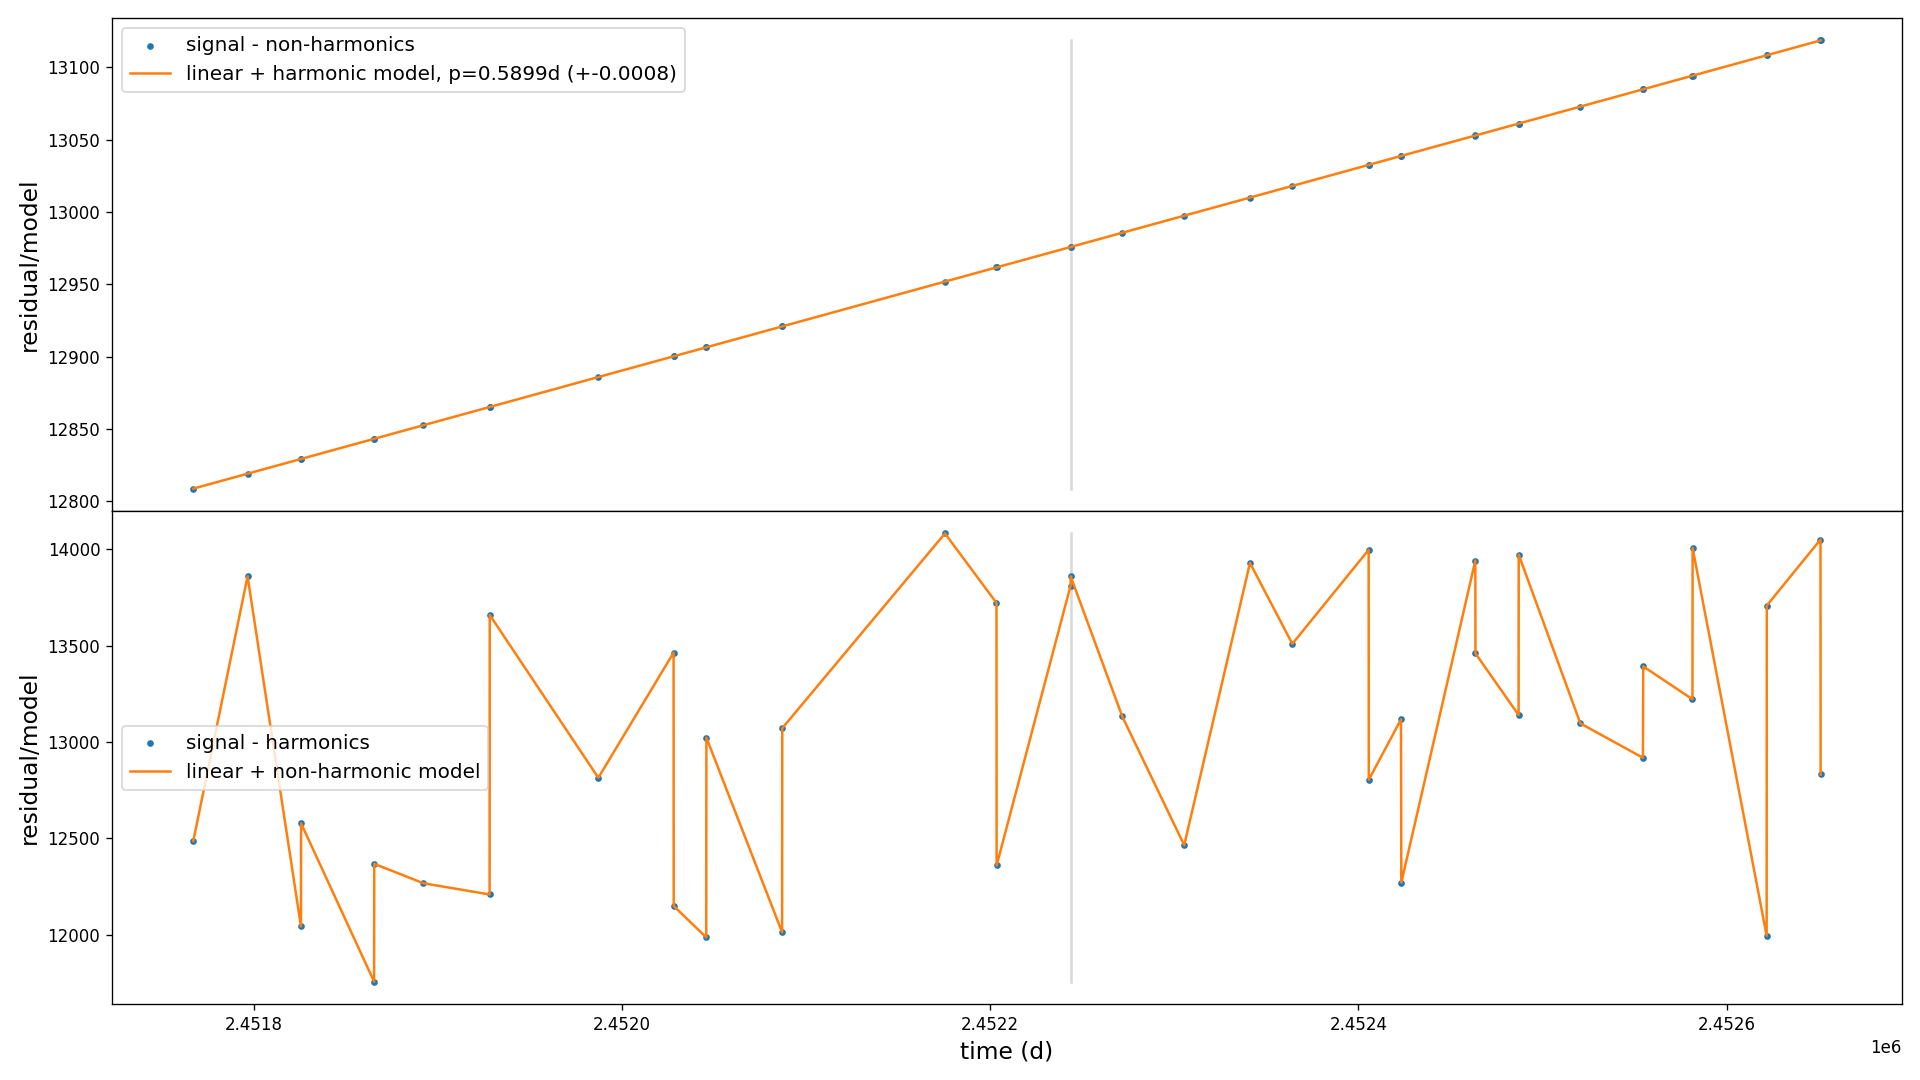 signal - non-harmonics
linear + harmonic model, p=0.5899d (+-0.0008)
13100
13050
13000
12950
12900
12850
12800
residual/model
14000
13500
13000
12500
12000
residual/model
signal - harmonics
linear + non-harmonic model
2.4518
2.4520
2.4522
2.4524
2.4526
time (d)
1e6